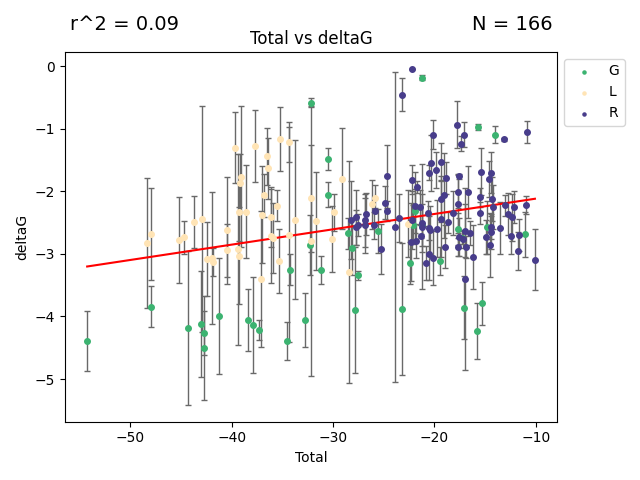 r^2 = 0.09
N = 166
Total vs deltaG
G
L
R
0
−1
−2
−3
−4
−5
deltaG
−50
−40
−30
−20
−10
Total